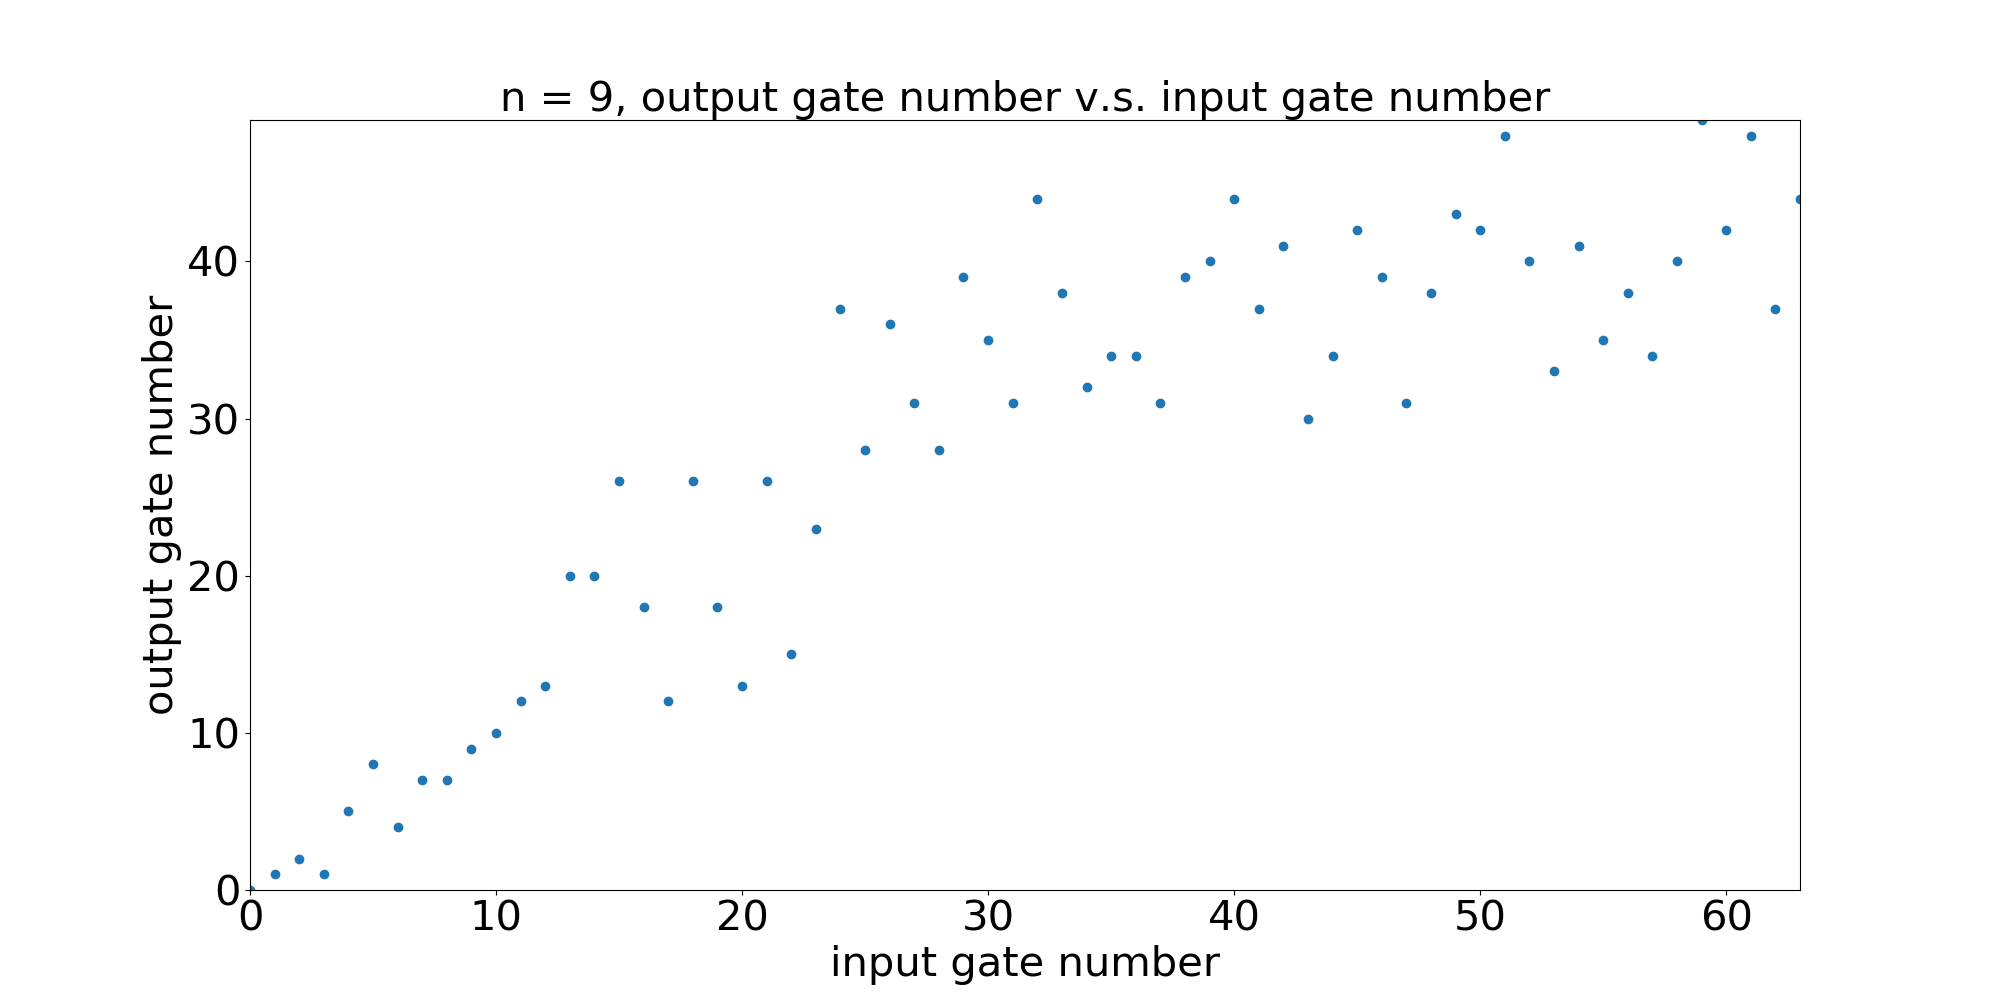 n = 9, output gate number v.s. input gate number
output gate number
40
30
20
10
0
0 10 20 30 40 50 60
input gate number